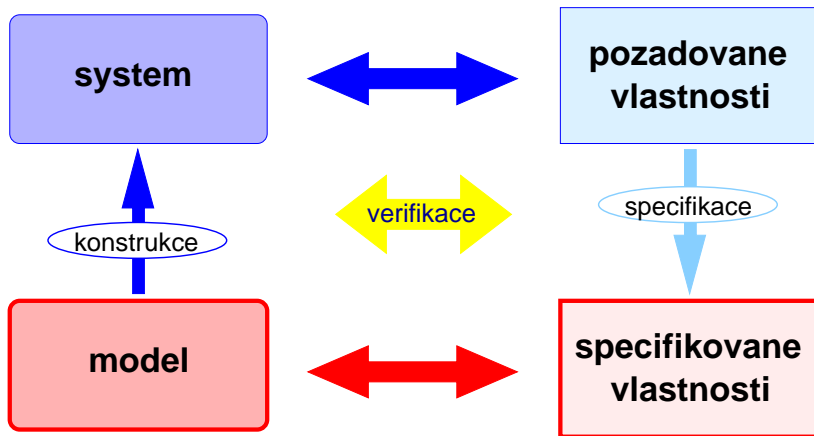 system
pozadovane
vlastnosti
verifikace
konstrukce
specifikace
model
specifikovane
vlastnosti